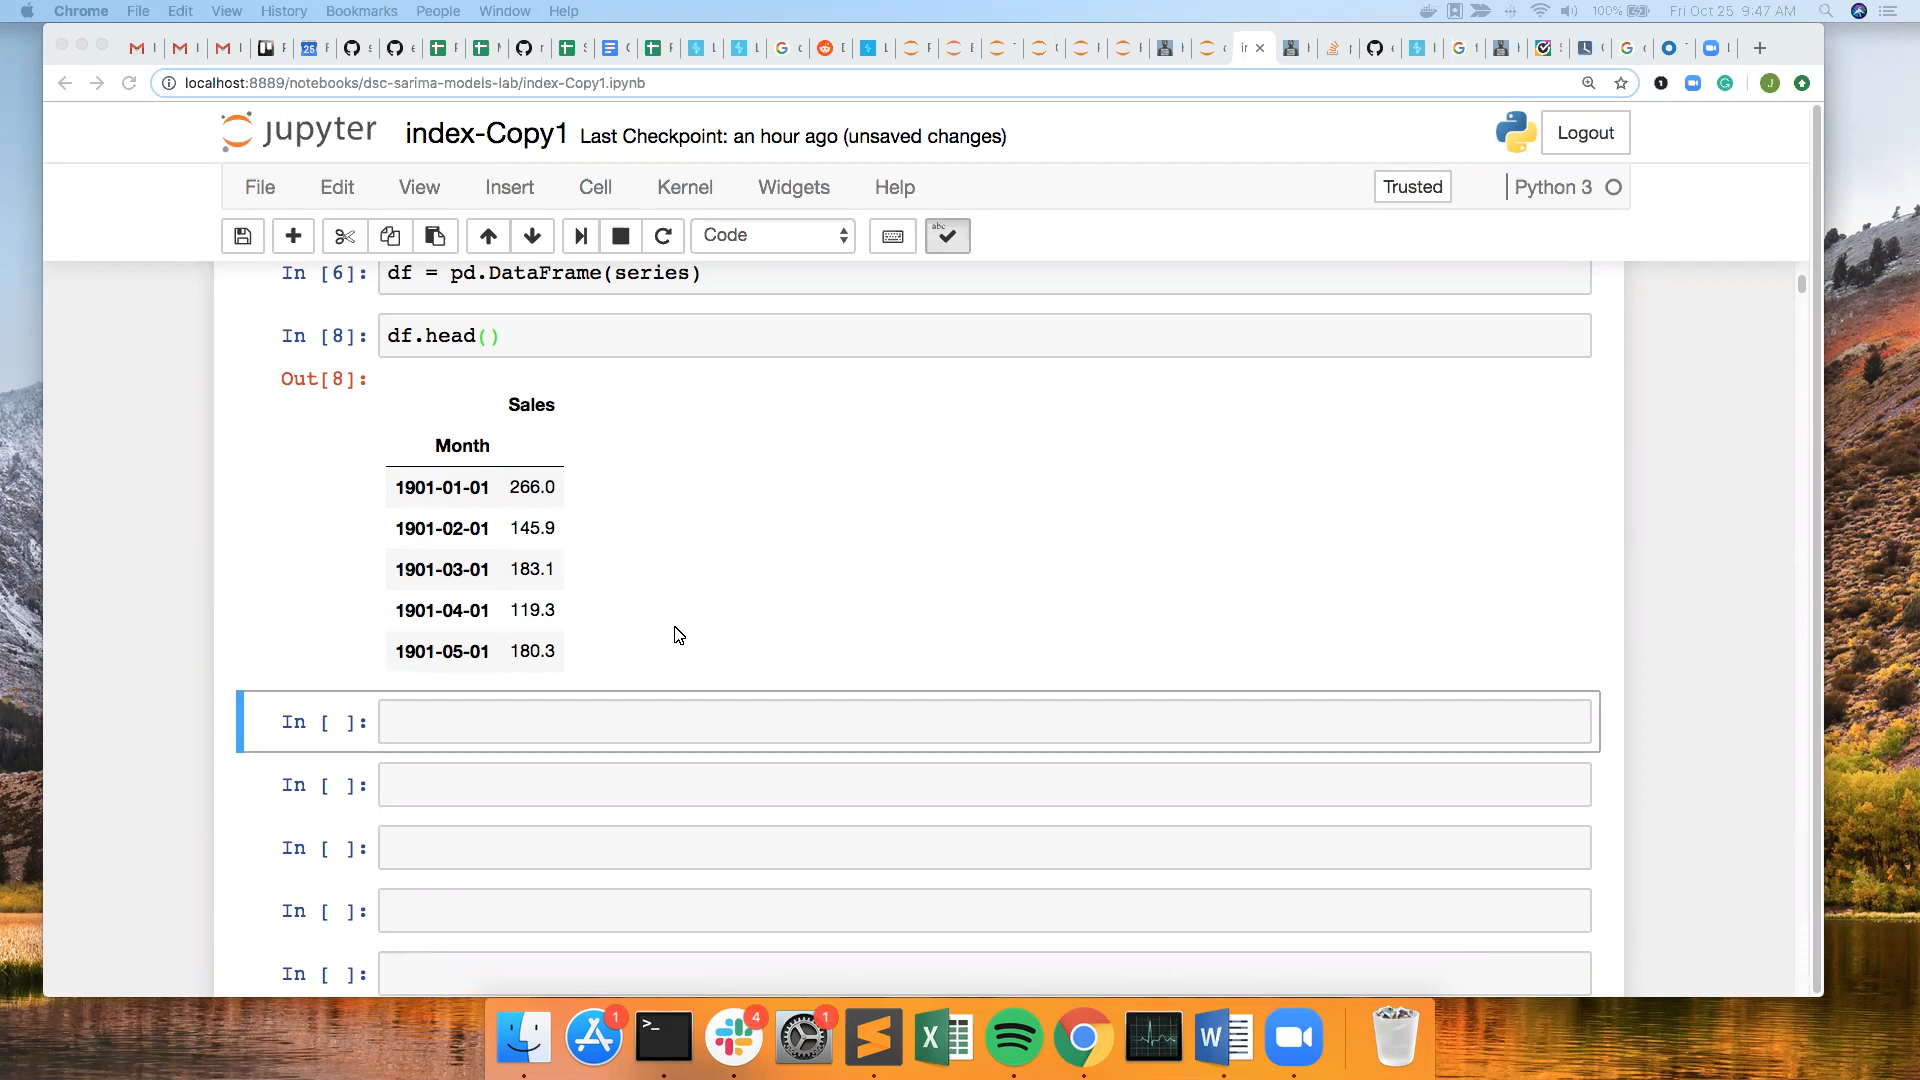 Chrome File Edit View History Bookmarks People Window Help 100% Fri Oct 25 9:47 AM
localhost:8889/notebooks/dsc-sarima-models-lab/index-Copy1.ipynb
jupyter index-Copy1 Last Checkpoint: an hour ago (unsaved changes) Logout
File Edit View Insert Cell Kernel Widgets Help Trusted Python 3
Code
In [6]: df = pd.DataFrame(series)
In [8]: df.head()
Out[8]:
Sales
Month
1901-01-01 266.0
1901-02-01 145.9
1901-03-01 183.1
1901-04-01 119.3
1901-05-01 180.3
In [ ]:
In [ ]:
In [ ]:
In [ ]:
In [ ]:
1 4 1